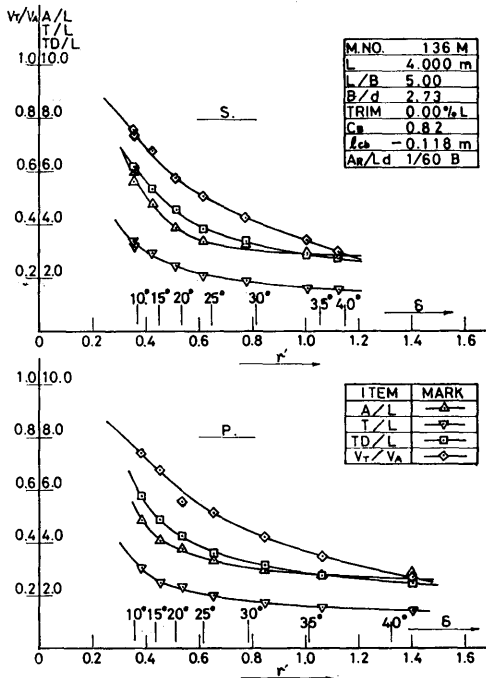 VT/VA A/L
T/L
TD/L
1.0 10.0
0.8 8.0
0.6 6.0
0.4 4.0
0.2 2.0
S.
M.NO. 136 M
L 4.000 m
L/B 5.00
B/d 2.73
TRIM 0.00%L
CB 0.82
lcb -0.118 m
AR/Ld 1/60 B
10° 15° 20° 25° 30° 35° 40° δ
0 0.2 0.4 0.6 0.8 1.0 1.2 1.4 1.6
r'
1.0 10.0
0.8 8.0
0.6 6.0
0.4 4.0
0.2 2.0
P.
ITEM MARK
A/L
T/L
TD/L
VT/VA
10° 15° 20° 25° 30° 35° 40° δ
0 0.2 0.4 0.6 0.8 1.0 1.2 1.4 1.6
r'